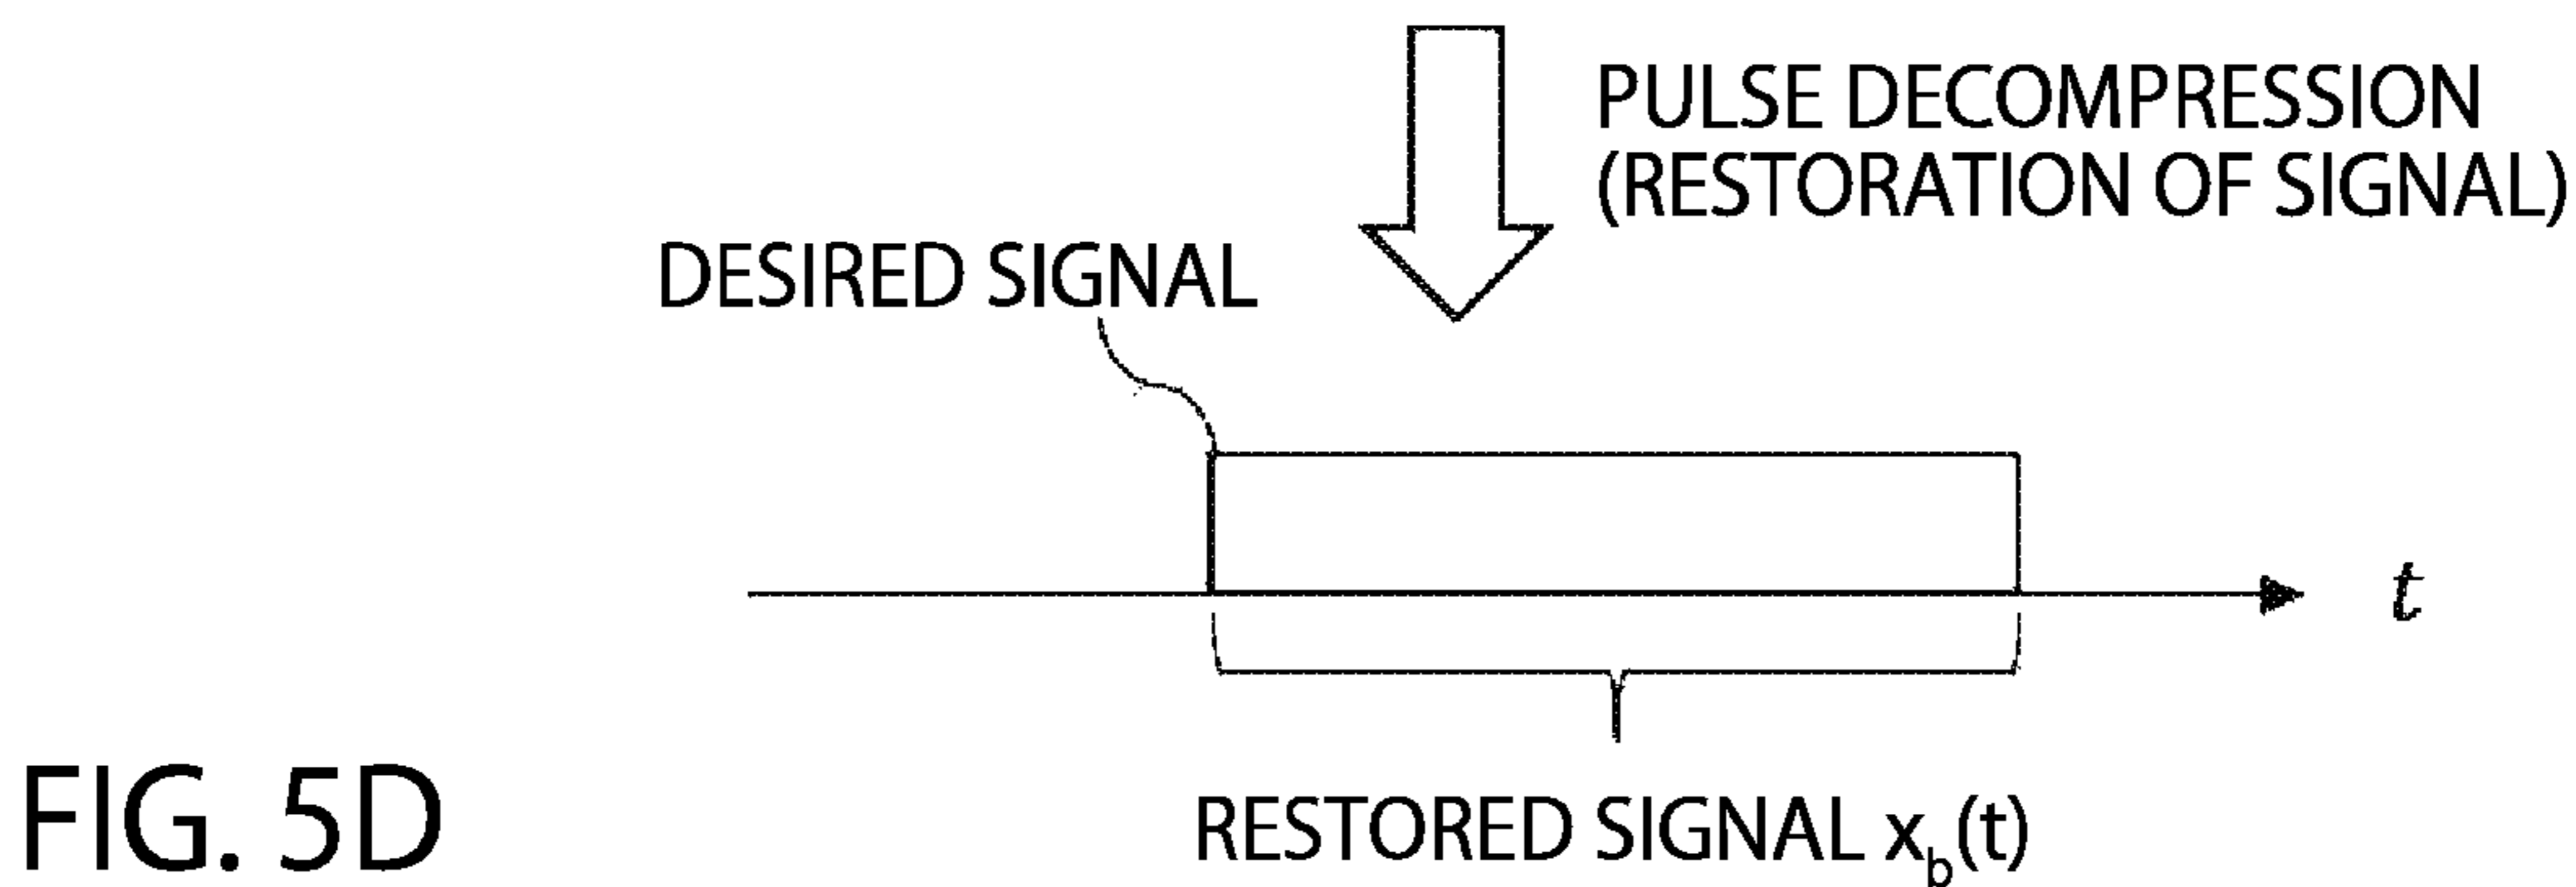 PULSE DECOMPRESSION
(RESTORATION OF SIGNAL)
DESIRED SIGNAL
t
RESTORED SIGNAL x_b(t)
FIG. 5D